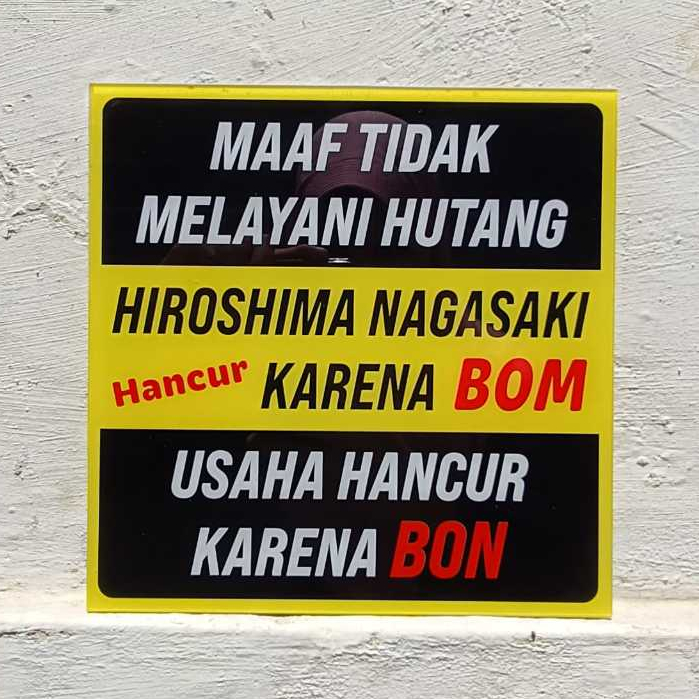 MAAF TIDAK
MELAYANI HUTANG
HIROSHIMA NAGASAKI
Hancur KARENA BOM
USAHA HANCUR
KARENA BON